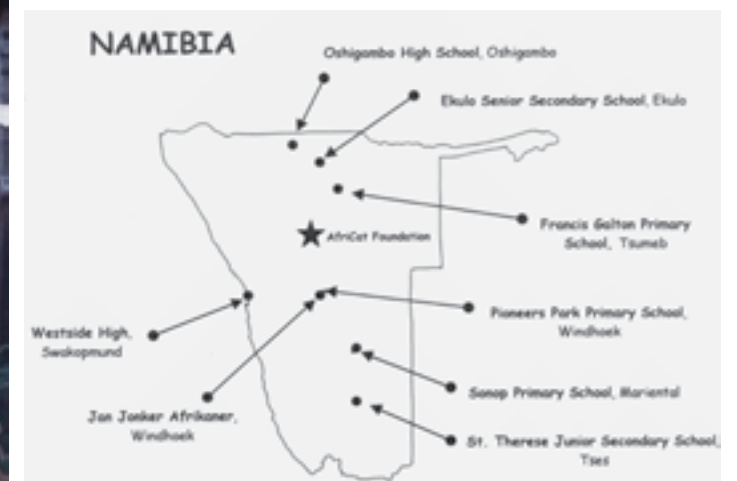 NAMIBIA
Oshigambo High School, Oshigambo
Ekulo Senior Secondary School, Ekulo
Francis Galton Primary
School, Tsumeb
AfriCat Foundation
Pioneers Park Primary School,
Windhoek
Westside High,
Swakopmund
Sonop Primary School, Mariental
Jan Jonker Afrikaner,
Windhoek
St. Therese Junior Secondary School,
Tses